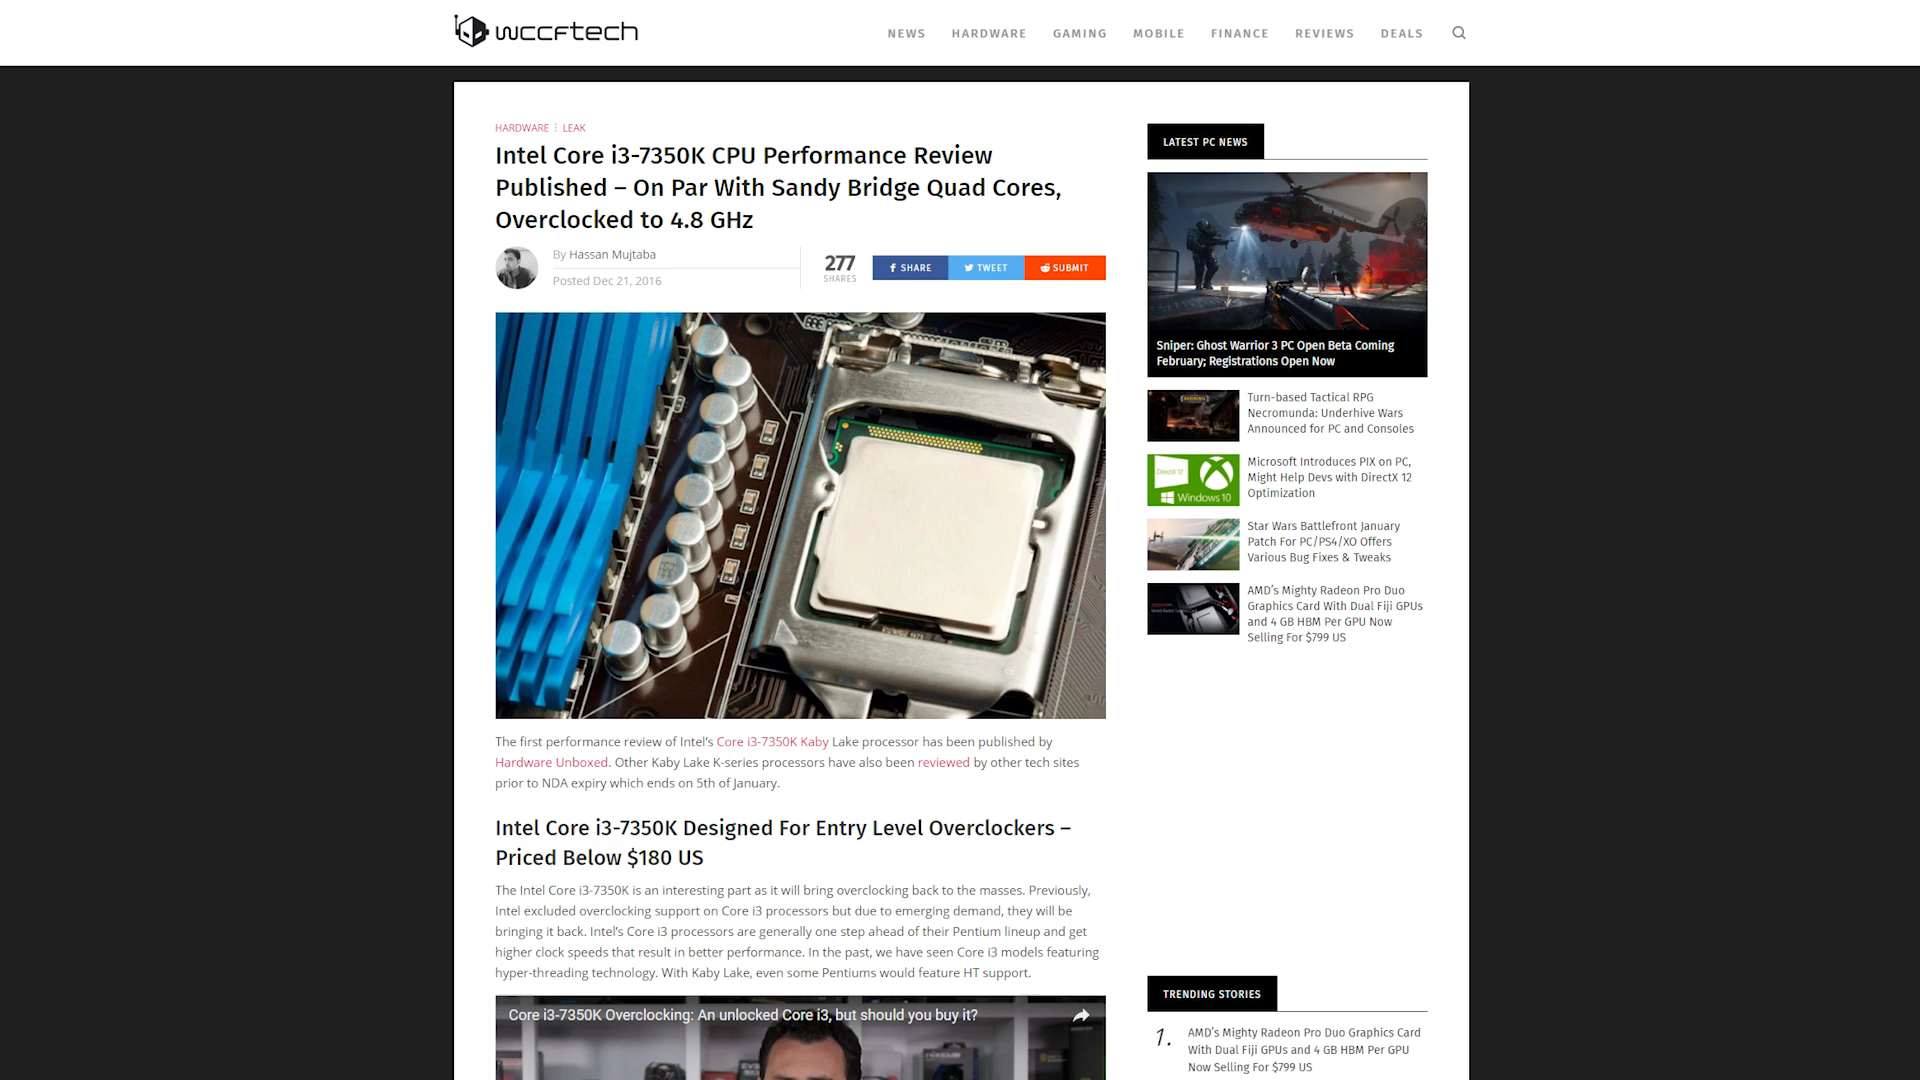 wccftech
NEWS HARDWARE GAMING MOBILE FINANCE REVIEWS DEALS
HARDWARE ⋮ LEAK
Intel Core i3-7350K CPU Performance Review
Published – On Par With Sandy Bridge Quad Cores,
Overclocked to 4.8 GHz
By Hassan Mujtaba
Posted Dec 21, 2016
277
SHARES
SHARE
TWEET
SUBMIT
The first performance review of Intel's Core i3-7350K Kaby Lake processor has been published by
Hardware Unboxed. Other Kaby Lake K-series processors have also been reviewed by other tech sites
prior to NDA expiry which ends on 5th of January.
Intel Core i3-7350K Designed For Entry Level Overclockers –
Priced Below $180 US
The Intel Core i3-7350K is an interesting part as it will bring overclocking back to the masses. Previously,
Intel excluded overclocking support on Core i3 processors but due to emerging demand, they will be
bringing it back. Intel's Core i3 processors are generally one step ahead of their Pentium lineup and get
higher clock speeds that result in better performance. In the past, we have seen Core i3 models featuring
hyper-threading technology. With Kaby Lake, even some Pentiums would feature HT support.
Core i3-7350K Overclocking: An unlocked Core i3, but should you buy it?
LATEST PC NEWS
Sniper: Ghost Warrior 3 PC Open Beta Coming
February; Registrations Open Now
Turn-based Tactical RPG
Necromunda: Underhive Wars
Announced for PC and Consoles
DirectX 12
Windows 10
Microsoft Introduces PIX on PC,
Might Help Devs with DirectX 12
Optimization
Star Wars Battlefront January
Patch For PC/PS4/XO Offers
Various Bug Fixes & Tweaks
AMD's Mighty Radeon Pro Duo
Graphics Card With Dual Fiji GPUs
and 4 GB HBM Per GPU Now
Selling For $799 US
TRENDING STORIES
1.
AMD's Mighty Radeon Pro Duo Graphics Card
With Dual Fiji GPUs and 4 GB HBM Per GPU
Now Selling For $799 US